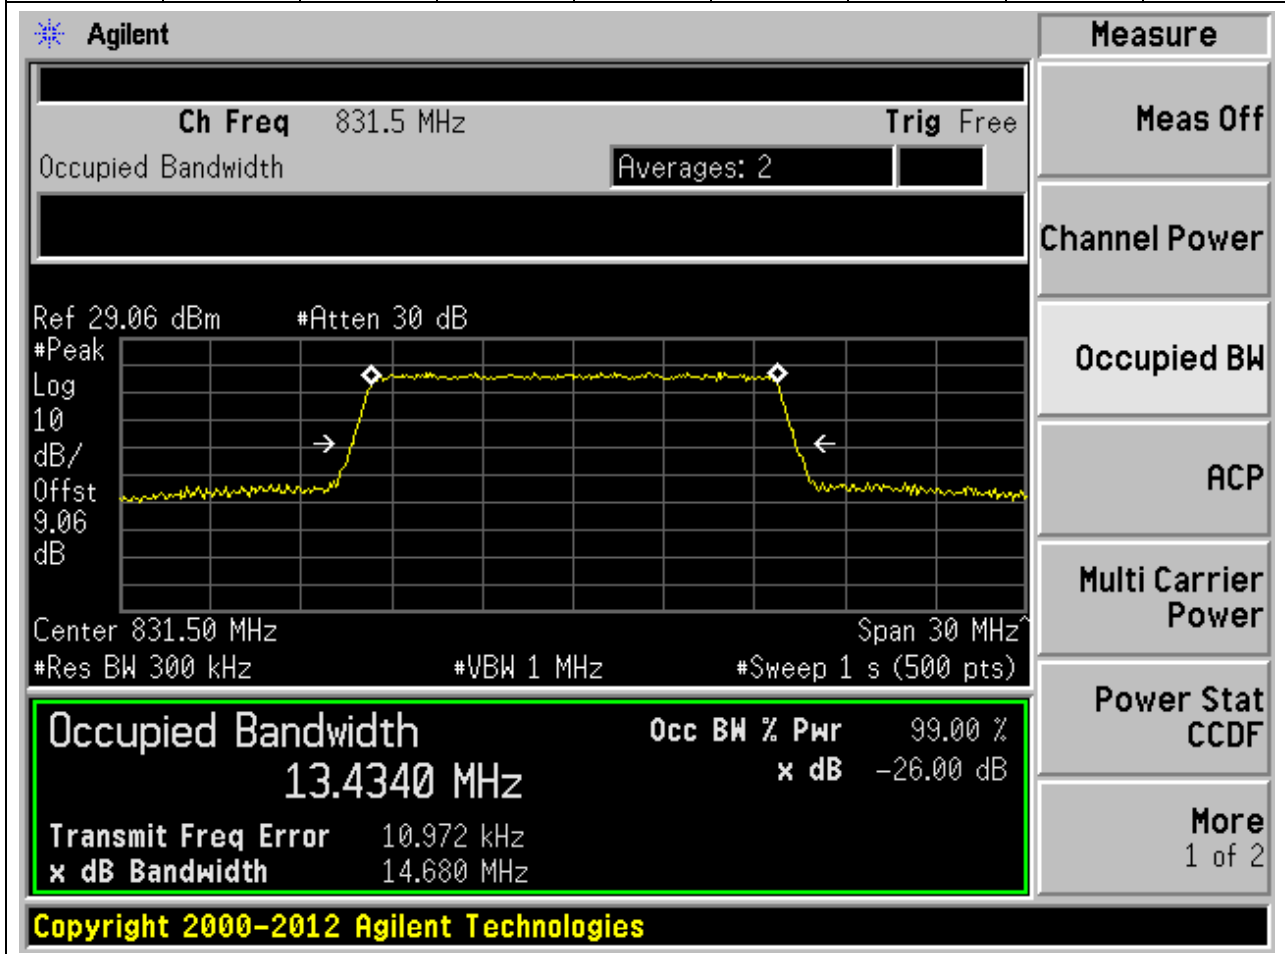 Agilent
Measure
Ch Freq 831.5 MHz Trig Free
Meas Off
Occupied Bandwidth Averages: 2
Channel Power
Ref 29.06 dBm #Atten 30 dB
#Peak
Log
10
dB/
Offst
9.06
dB
Occupied BW
ACP
Multi Carrier
Power
Center 831.50 MHz Span 30 MHz^
#Res BW 300 kHz #VBW 1 MHz #Sweep 1 s (500 pts)
Power Stat
CCDF
Occupied Bandwidth Occ BW % Pwr 99.00 %
13.4340 MHz x dB -26.00 dB
Transmit Freq Error 10.972 kHz
x dB Bandwidth 14.680 MHz
More
1 of 2
Copyright 2000-2012 Agilent Technologies